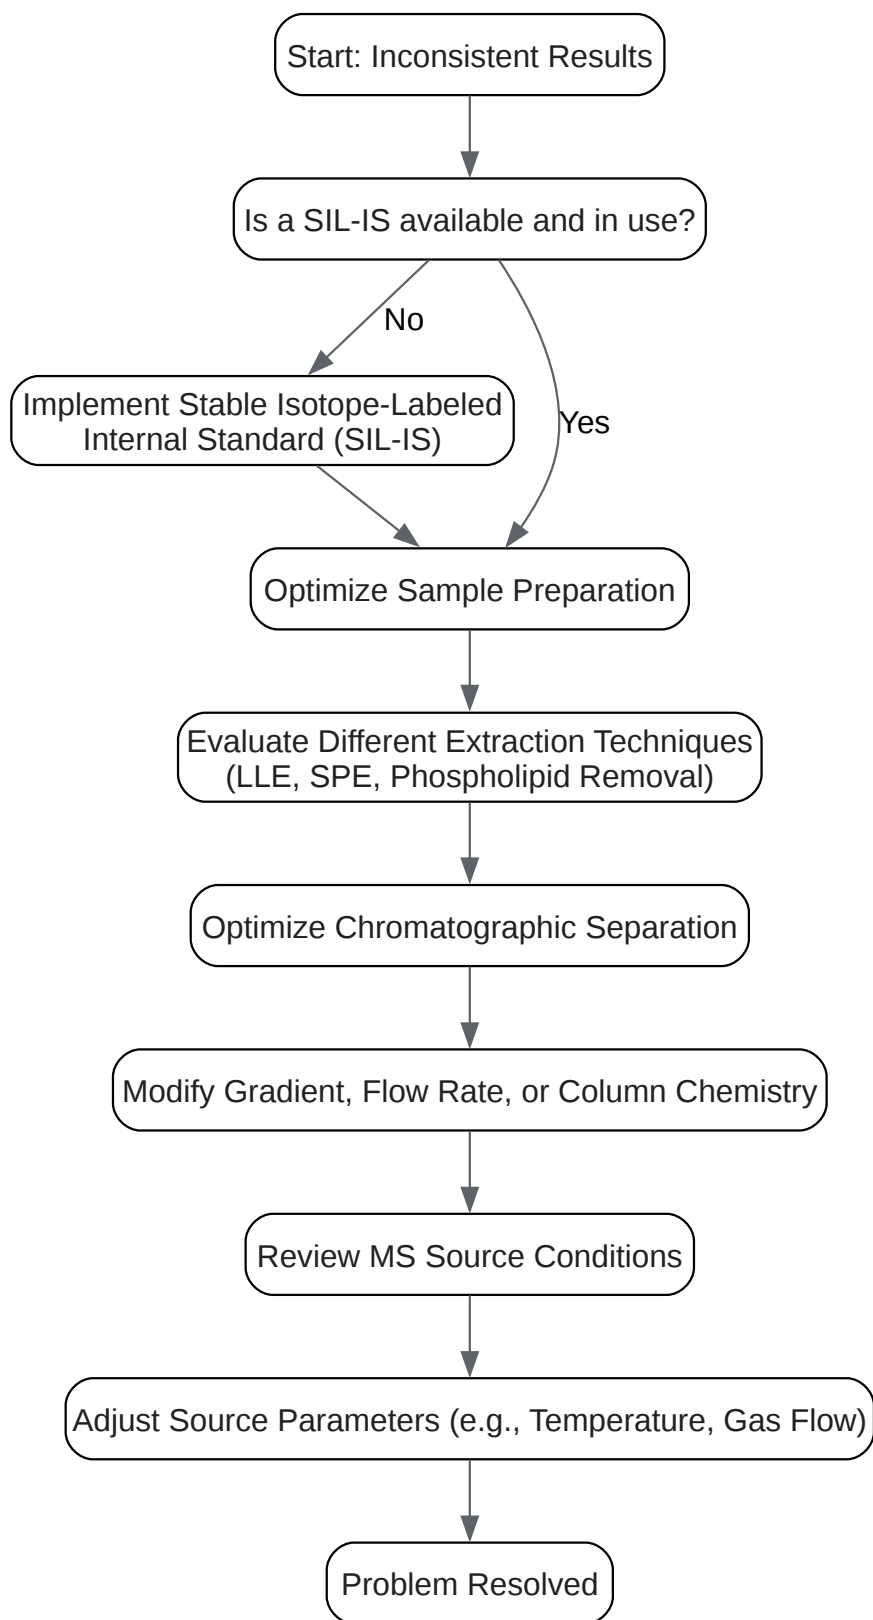 Start: Inconsistent Results
Is a SIL-IS available and in use?
No
Implement Stable Isotope-Labeled
Internal Standard (SIL-IS)
Yes
Optimize Sample Preparation
Evaluate Different Extraction Techniques
(LLE, SPE, Phospholipid Removal)
Optimize Chromatographic Separation
Modify Gradient, Flow Rate, or Column Chemistry
Review MS Source Conditions
Adjust Source Parameters (e.g., Temperature, Gas Flow)
Problem Resolved